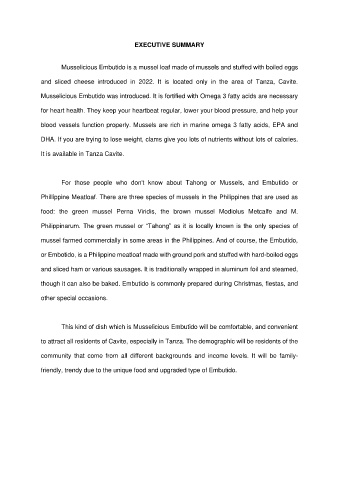 EXECUTIVE SUMMARY
Musselicious Embutido is a mussel loaf made of mussels and stuffed with boiled eggs
and sliced cheese introduced in 2022. It is located only in the area of Tanza, Cavite.
Musselicious Embutido was introduced. It is fortified with Omega 3 fatty acids are necessary
for heart health. They keep your heartbeat regular, lower your blood pressure, and help your
blood vessels function properly. Mussels are rich in marine omega 3 fatty acids, EPA and
DHA. If you are trying to lose weight, clams give you lots of nutrients without lots of calories.
It is available in Tanza Cavite.
For those people who don't know about Tahong or Mussels, and Embutido or
Phillippine Meatloaf. There are three species of mussels in the Philippines that are used as
food: the green mussel Perna Viridis, the brown mussel Modiolus Metcalfe and M.
Philippinarum. The green mussel or “Tahong” as it is locally known is the only species of
mussel farmed commercially in some areas in the Philippines. And of course, the Embutido,
or Embotido, is a Philippine meatloaf made with ground pork and stuffed with hard-boiled eggs
and sliced ham or various sausages. It is traditionally wrapped in aluminum foil and steamed,
though it can also be baked. Embutido is commonly prepared during Christmas, fiestas, and
other special occasions.
This kind of dish which is Musselicious Embutido will be comfortable, and convenient
to attract all residents of Cavite, especially in Tanza. The demographic will be residents of the
community that come from all different backgrounds and income levels. It will be family-
friendly, trendy due to the unique food and upgraded type of Embutido.